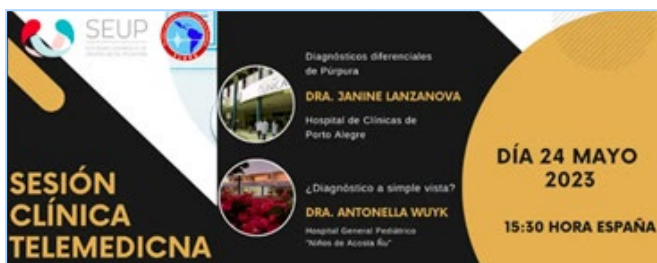 SEUP
SESIÓN
CLÍNICA
TELEMEDICNA
Diagnósticos diferenciales
de Púrpura
DRA. JANINE LANZANOVA
Hospital de Clínicas de
Porto Alegre
¿Diagnóstico a simple vista?
DRA. ANTONELLA WUYK
Hospital General Pediátrico
"Niños de Acosta Ñu"
DÍA 24 MAYO
2023
15:30 HORA ESPAÑA